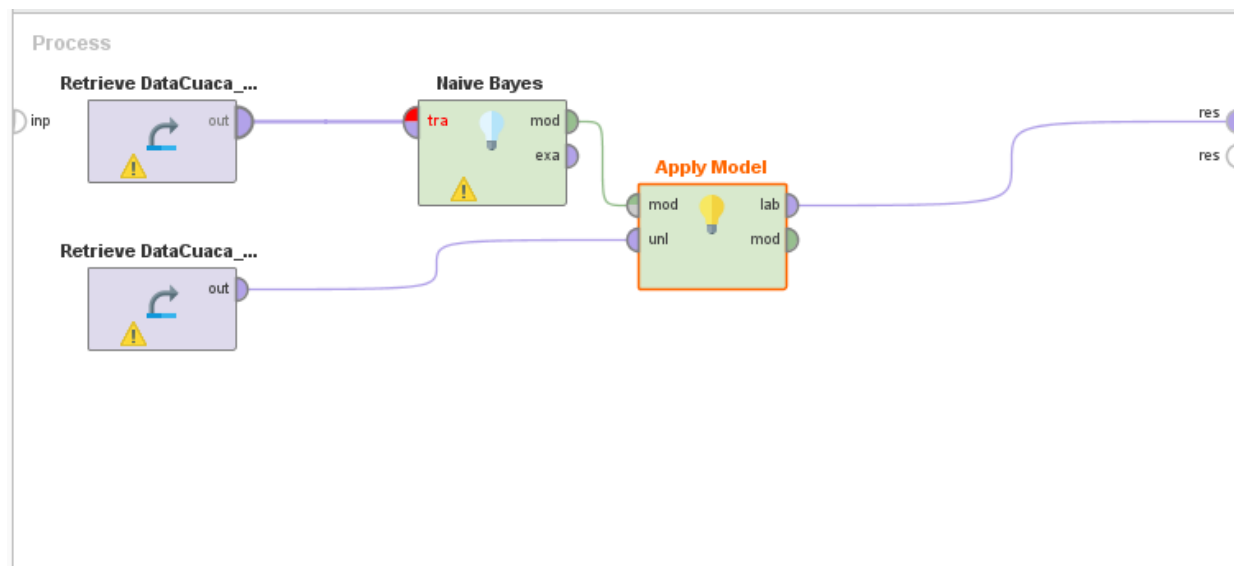 Process
Retrieve DataCuaca_...
Naive Bayes
inp
out
tra
mod
exa
res
res
Apply Model
mod
lab
unl
mod
Retrieve DataCuaca_...
out